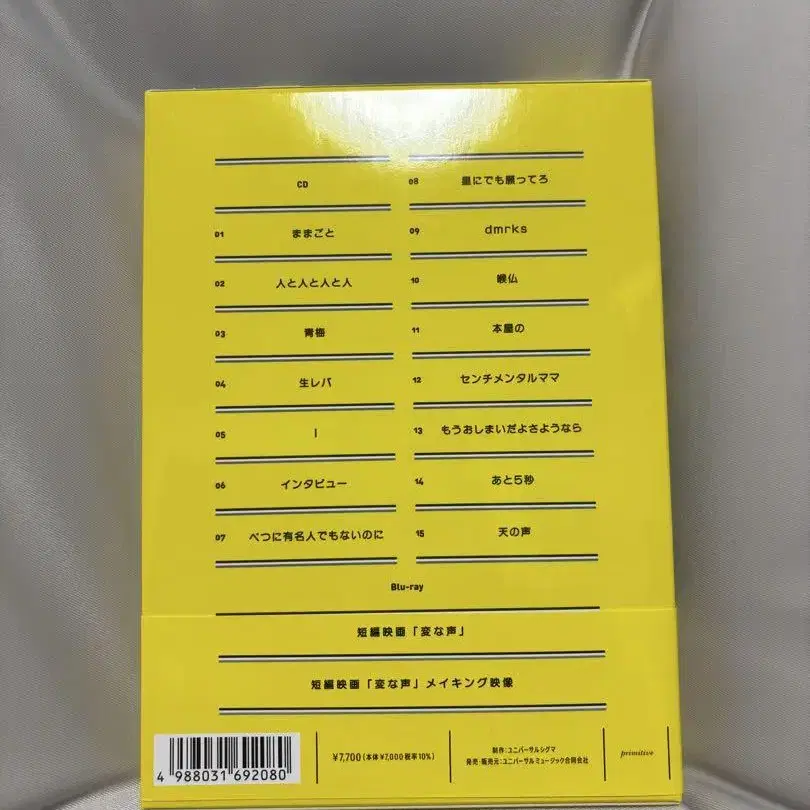 CD
01 ままごと
02 人と人と人と人
03 青梅
04 生レバ
05 I
06 インタビュー
07 べつに有名人でもないのに
08 星にでも願ってろ
09 dmrks
10 喉仏
11 本屋の
12 センチメンタルママ
13 もうおしまいだよさようなら
14 あと5秒
15 天の声
Blu-ray
短編映画「変な声」
短編映画「変な声」メイキング映像
4 988031 692080
¥7,700(本体¥7,000税率10%)
制作:ユニバーサルシグマ
発売・販売元:ユニバーサルミュージック合同会社
primitive